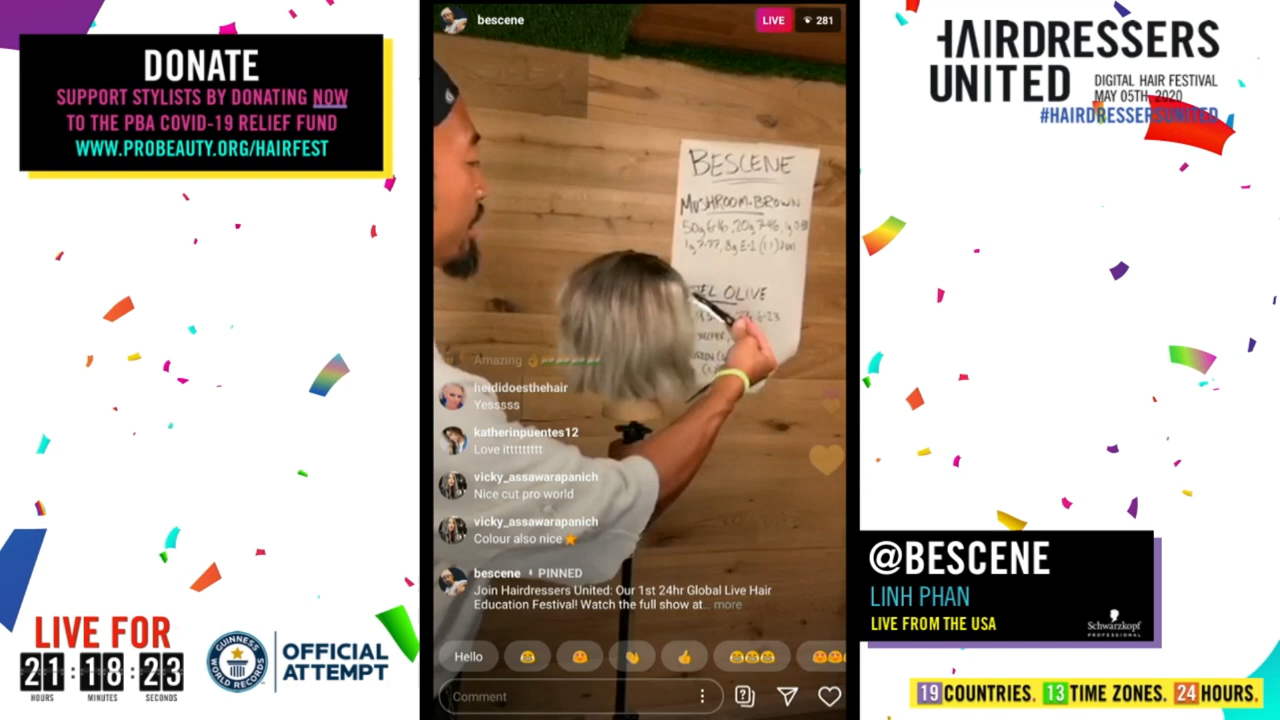 DONATE
SUPPORT STYLISTS BY DONATING NOW
TO THE PBA COVID-19 RELIEF FUND
WWW.PROBEAUTY.ORG/HAIRFEST
LIVE FOR
21:18:23
HOURS MINUTES SECONDS
GUINNESS WORLD RECORDS
OFFICIAL
ATTEMPT
bescene
LIVE
281
BESCENE
MUSHROOM-BROWN
OLIVE
6-23
Amazing
heididoesthehair
Yesssss
katherinpuentes12
Love ittttttttt
vicky_assawarapanich
Nice cut pro world
vicky_assawarapanich
Colour also nice
bescene PINNED
Join Hairdressers United: Our 1st 24hr Global Live Hair
Education Festival! Watch the full show at... more
Hello
Comment
HAIRDRESSERS
UNITED
DIGITAL HAIR FESTIVAL
MAY 05TH, 2020
#HAIRDRESSERSUNITED
@BESCENE
LINH PHAN
LIVE FROM THE USA
Schwarzkopf
PROFESSIONAL
19 COUNTRIES. 13 TIME ZONES. 24 HOURS.